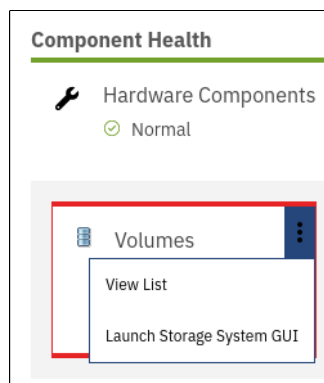 Component Health
Hardware Components
Normal
Volumes
View List
Launch Storage System GUI